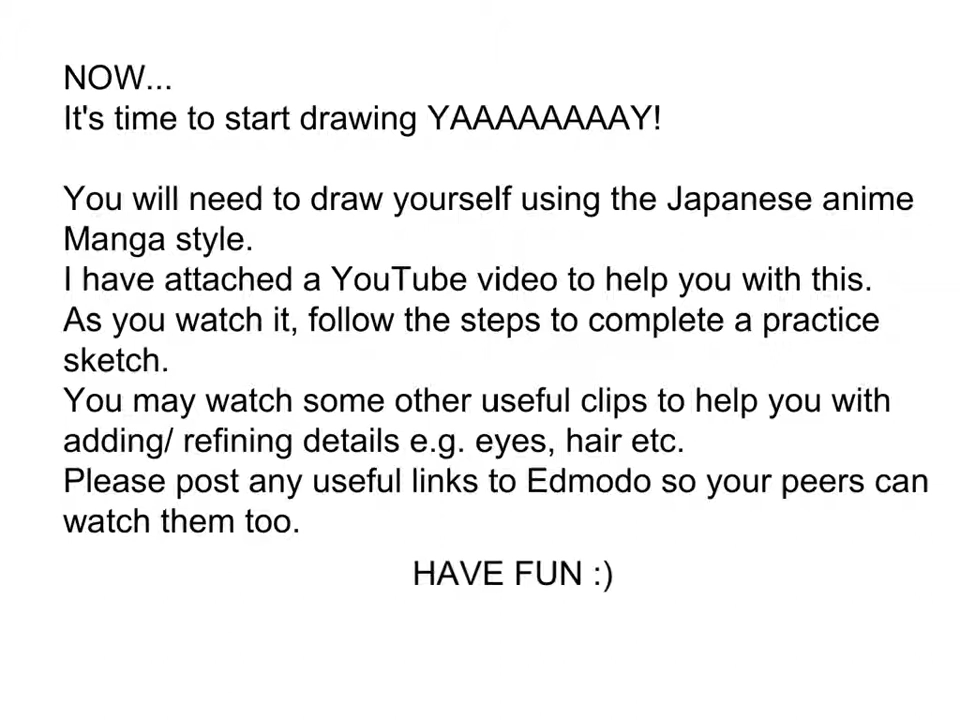 NOW...
It's time to start drawing YAAAAAAAAY!
You will need to draw yourself using the Japanese anime
Manga style.
I have attached a YouTube video to help you with this.
As you watch it, follow the steps to complete a practice
sketch.
You may watch some other useful clips to help you with
adding/ refining details e.g. eyes, hair etc.
Please post any useful links to Edmodo so your peers can
watch them too.
HAVE FUN :)